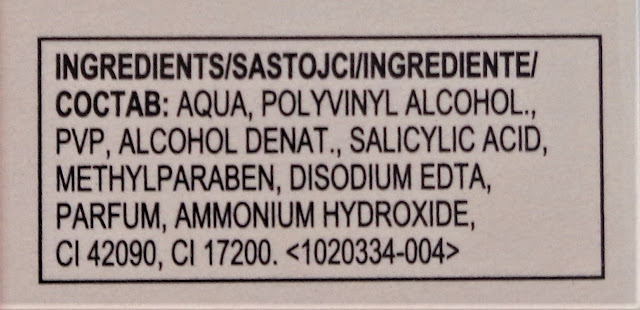 INGREDIENTS/SASTOJCI/INGREDIENTE/
СОСТАВ: AQUA, POLYVINYL ALCOHOL.,
PVP, ALCOHOL DENAT., SALICYLIC ACID,
METHYLPARABEN, DISODIUM EDTA,
PARFUM, AMMONIUM HYDROXIDE,
CI 42090, CI 17200. <1020334-004>